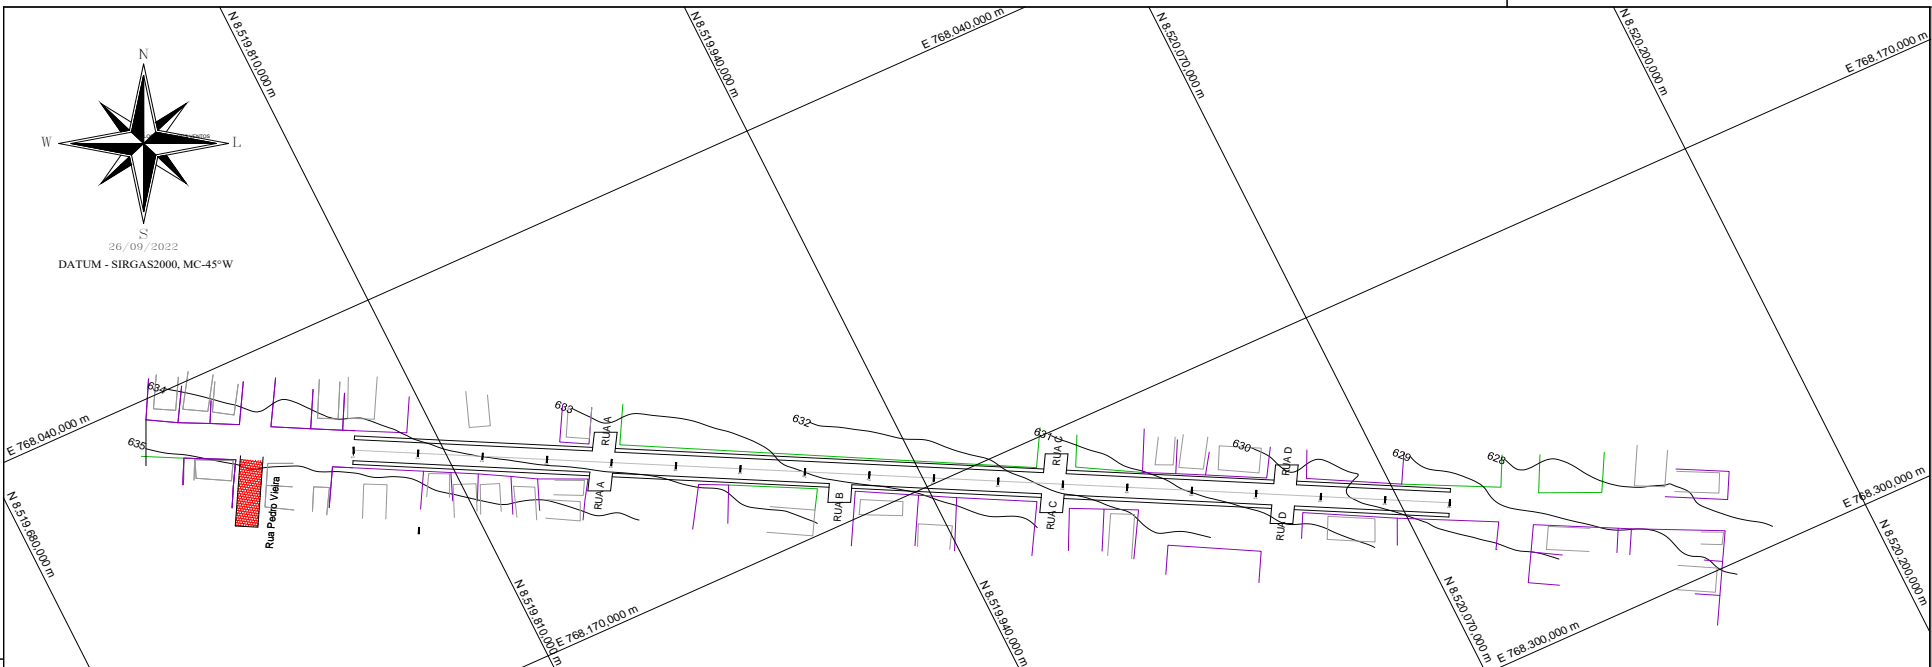 N 8.519.810,000 m
N 8.519.940,000 m
E 768.040,000 m
N 8.520.070,000 m
N 8.520.200,000 m
E 768.170,000 m
N
W
L
S
26/09/2022
DATUM - SIRGAS2000, MC-45°W
634
633
632
631
630
629
628
635
E 768.040,000 m
RUA A
RUA C
RUA D
E 768.300,000 m
Rua Pedro Vieira
RUA A
RUA B
RUA C
RUA D
N 8.519.680,000 m
N 8.519.810,000 m
E 768.170,000 m
N 8.519.940,000 m
N 8.520.070,000 m
E 768.300,000 m
N 8.520.200,000 m